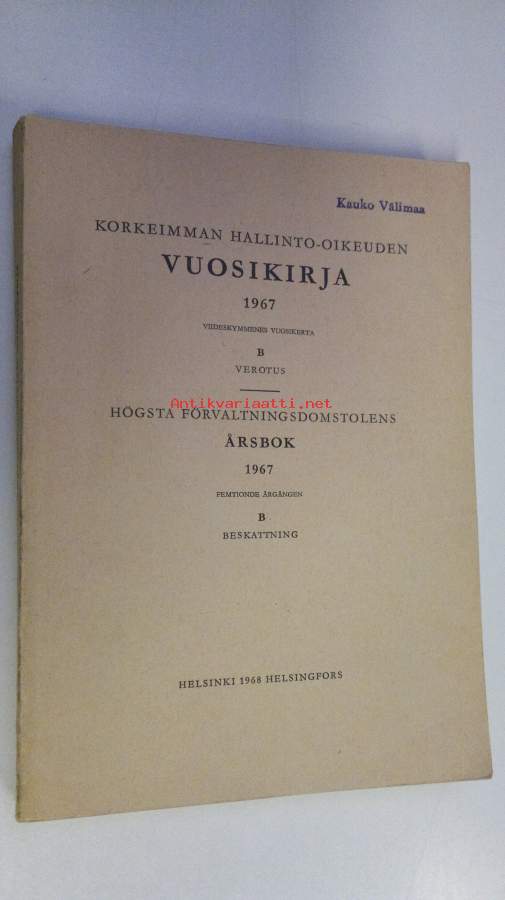 Kauko Välimaa
KORKEIMMAN HALLINTO-OIKEUDEN
VUOSIKIRJA
1967
VIIDESKYMMENES VUOSIKERTA
B
VEROTUS
Antikvariaatti.net
HÖGSTA FÖRVALTNINGSDOMSTOLENS
ÅRSBOK
1967
FEMTIONDE ÅRGÅNGEN
B
BESKATTNING
HELSINKI 1968 HELSINGFORS